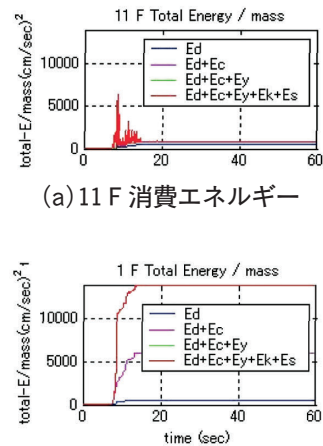 11 F Total Energy / mass
total-E/mass(cm/sec)²
10000
5000
0
Ed
Ed+Ec
Ed+Ec+Ey
Ed+Ec+Ey+Ek+Es
0 20 40 60
(a) 11 F 消費エネルギー
1 F Total Energy / mass
total-E/mass(cm/sec)² 1
10000
5000
0
Ed
Ed+Ec
Ed+Ec+Ey
Ed+Ec+Ey+Ek+Es
0 20 40 60
time (sec)